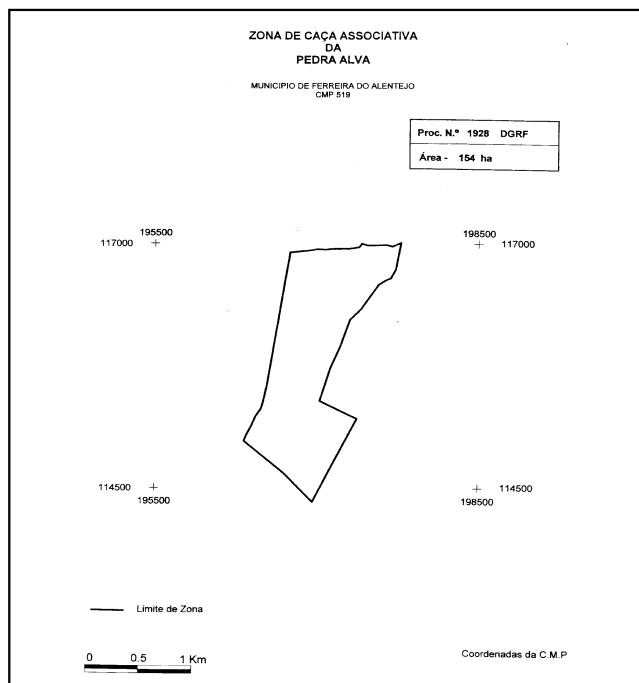 ZONA DE CAÇA ASSOCIATIVA
DA
PEDRA ALVA
MUNICIPIO DE FERREIRA DO ALENTEJO
CMP 519
Proc. N.º 1928 DGRF
Área - 154 ha
195500
117000
198500
117000
114500
195500
114500
198500
Limite de Zona
0 0.5 1 Km
Coordenadas da C.M.P